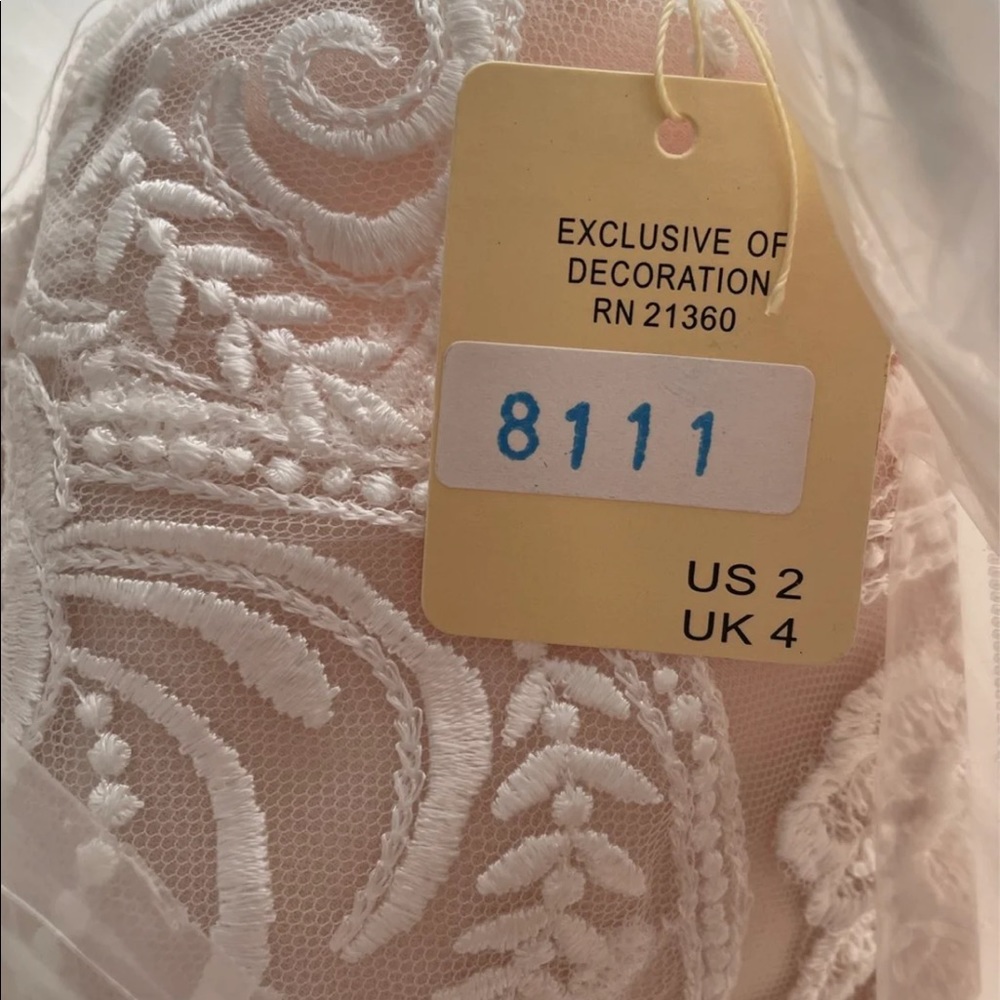 EXCLUSIVE OF
DECORATION
RN 21360
8111
US 2
UK 4